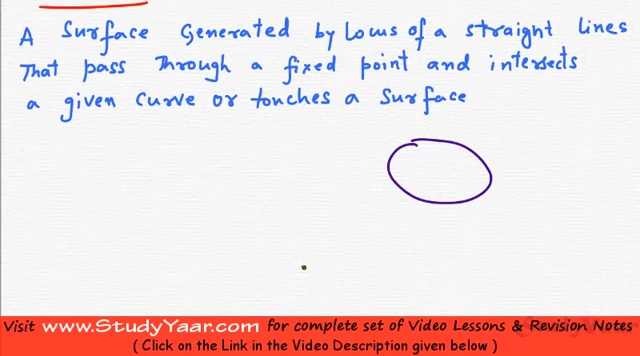 A Surface Generated by locus of a straight lines
That pass Through a fixed point and intersects
a given Curve or touches a Surface
Visit www.StudyYaar.com for complete set of Video Lessons & Revision Notes
( Click on the Link in the Video Description given below )